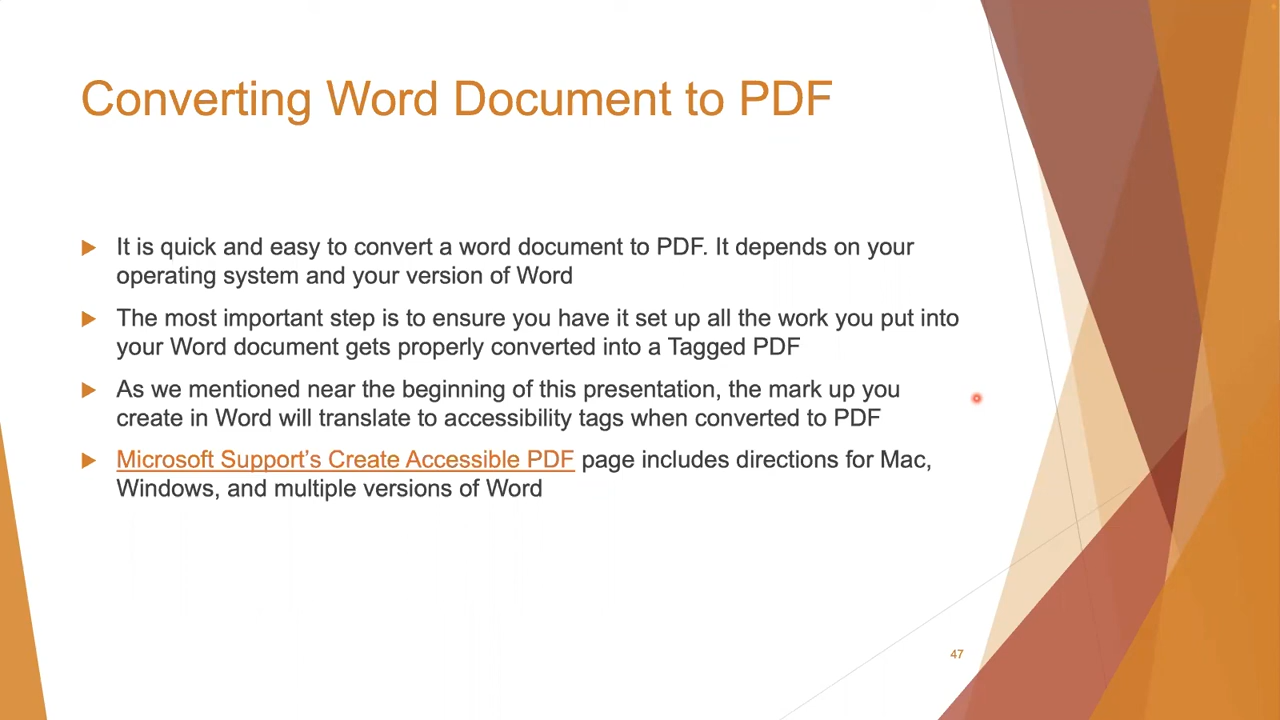 Converting Word Document to PDF
It is quick and easy to convert a word document to PDF. It depends on your
operating system and your version of Word
The most important step is to ensure you have it set up all the work you put into
your Word document gets properly converted into a Tagged PDF
As we mentioned near the beginning of this presentation, the mark up you
create in Word will translate to accessibility tags when converted to PDF
Microsoft Support’s Create Accessible PDF page includes directions for Mac,
Windows, and multiple versions of Word
47